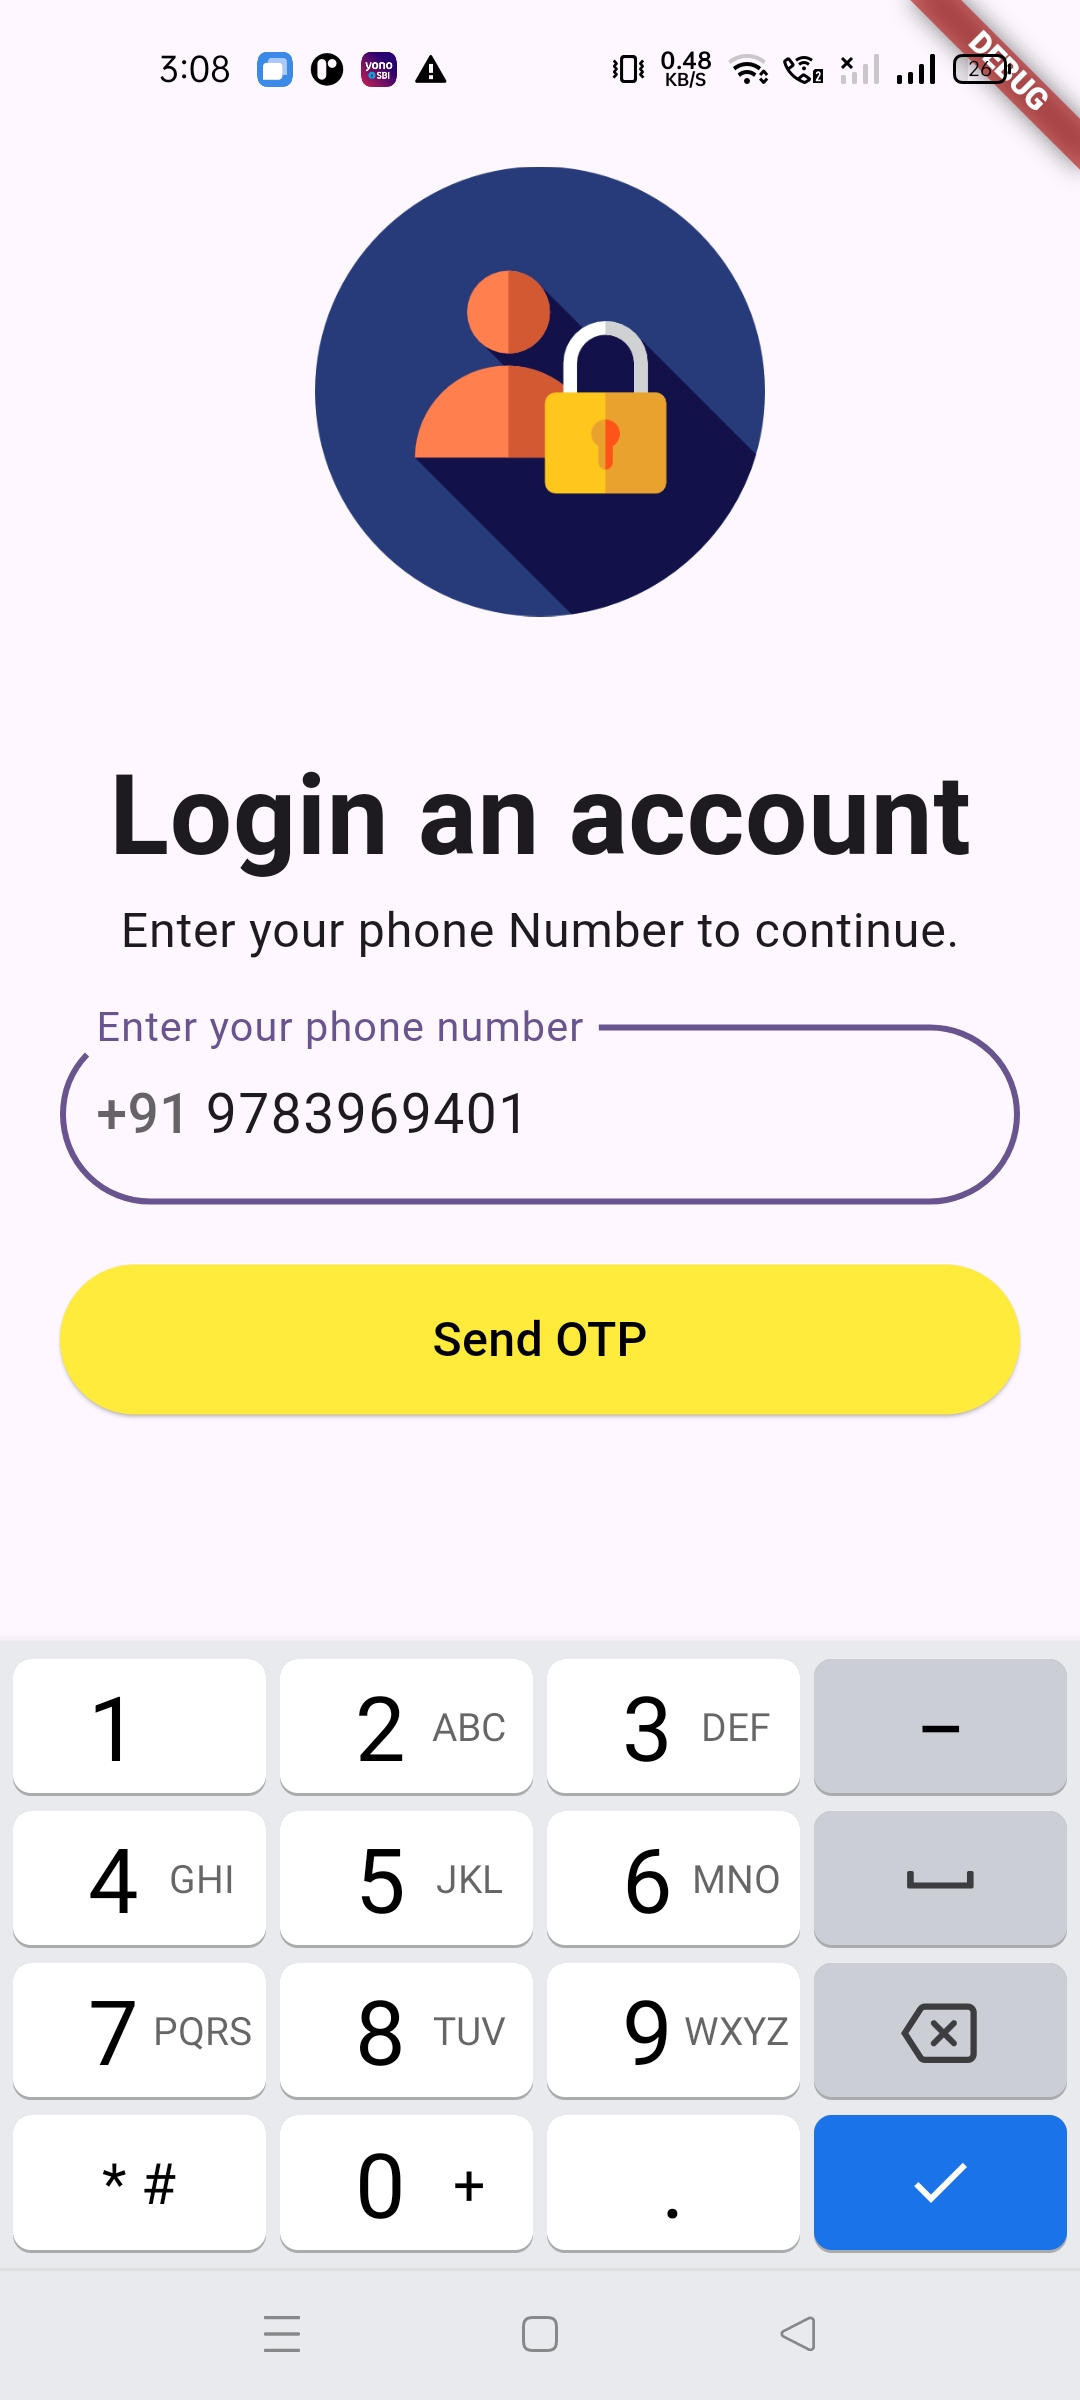 3:08
yono
SBI
0.48
KB/S
2
26
DEBUG
Login an account
Enter your phone Number to continue.
Enter your phone number
+91 9783969401
Send OTP
1
2 ABC
3 DEF
–
4 GHI
5 JKL
6 MNO
7 PQRS
8 TUV
9 WXYZ
* #
0 +
.